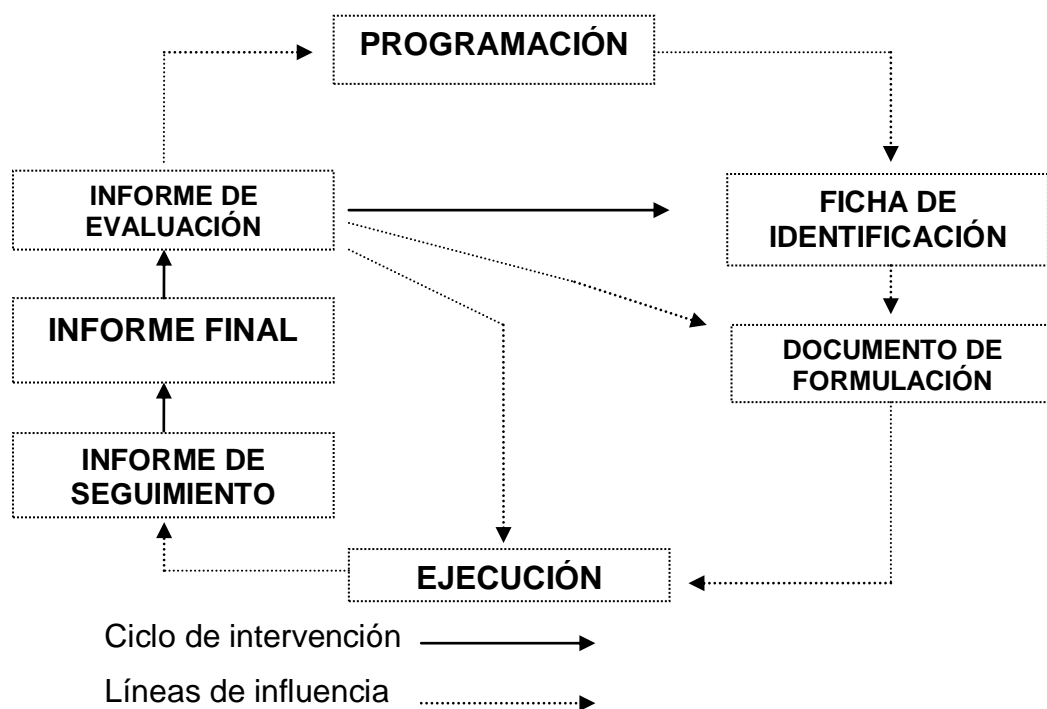 PROGRAMACIÓN
INFORME DE
EVALUACIÓN
FICHA DE
IDENTIFICACIÓN
INFORME FINAL
DOCUMENTO DE
FORMULACIÓN
INFORME DE
SEGUIMIENTO
EJECUCIÓN
Ciclo de intervención
Líneas de influencia